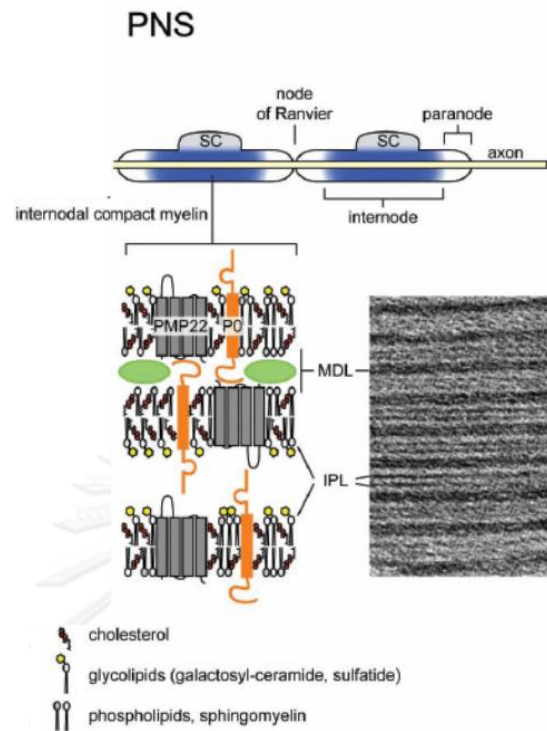 PNS
node
of Ranvier
paranode
SC
SC
axon
internodal compact myelin
internode
PMP22
P0
MDL
IPL
cholesterol
glycolipids (galactosyl-ceramide, sulfatide)
phospholipids, sphingomyelin